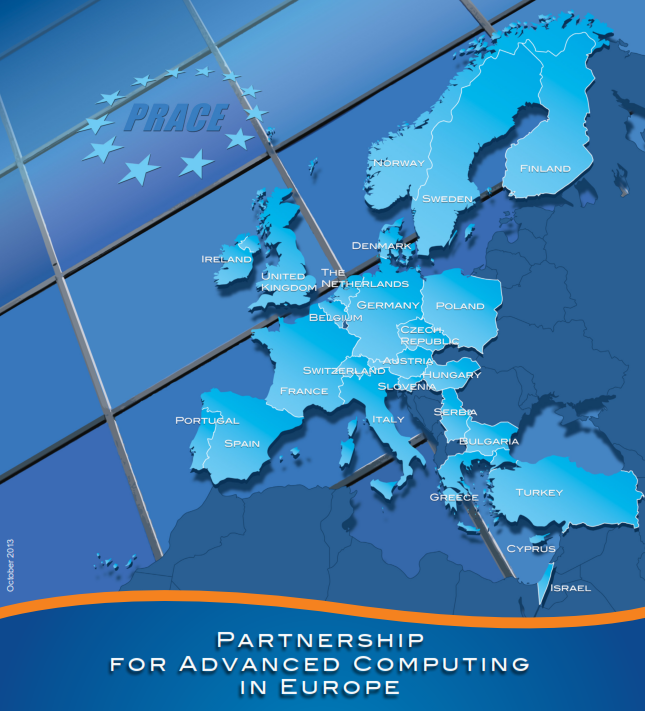 PRACE
NORWAY
FINLAND
SWEDEN
DENMARK
IRELAND
UNITED
KINGDOM
THE
NETHERLANDS
BELGIUM
GERMANY
POLAND
CZECH
REPUBLIC
AUSTRIA
SWITZERLAND
HUNGARY
SLOVENIA
FRANCE
SERBIA
ITALY
PORTUGAL
SPAIN
BULGARIA
GREECE
TURKEY
CYPRUS
ISRAEL
October 2013
PARTNERSHIP
FOR ADVANCED COMPUTING
IN EUROPE